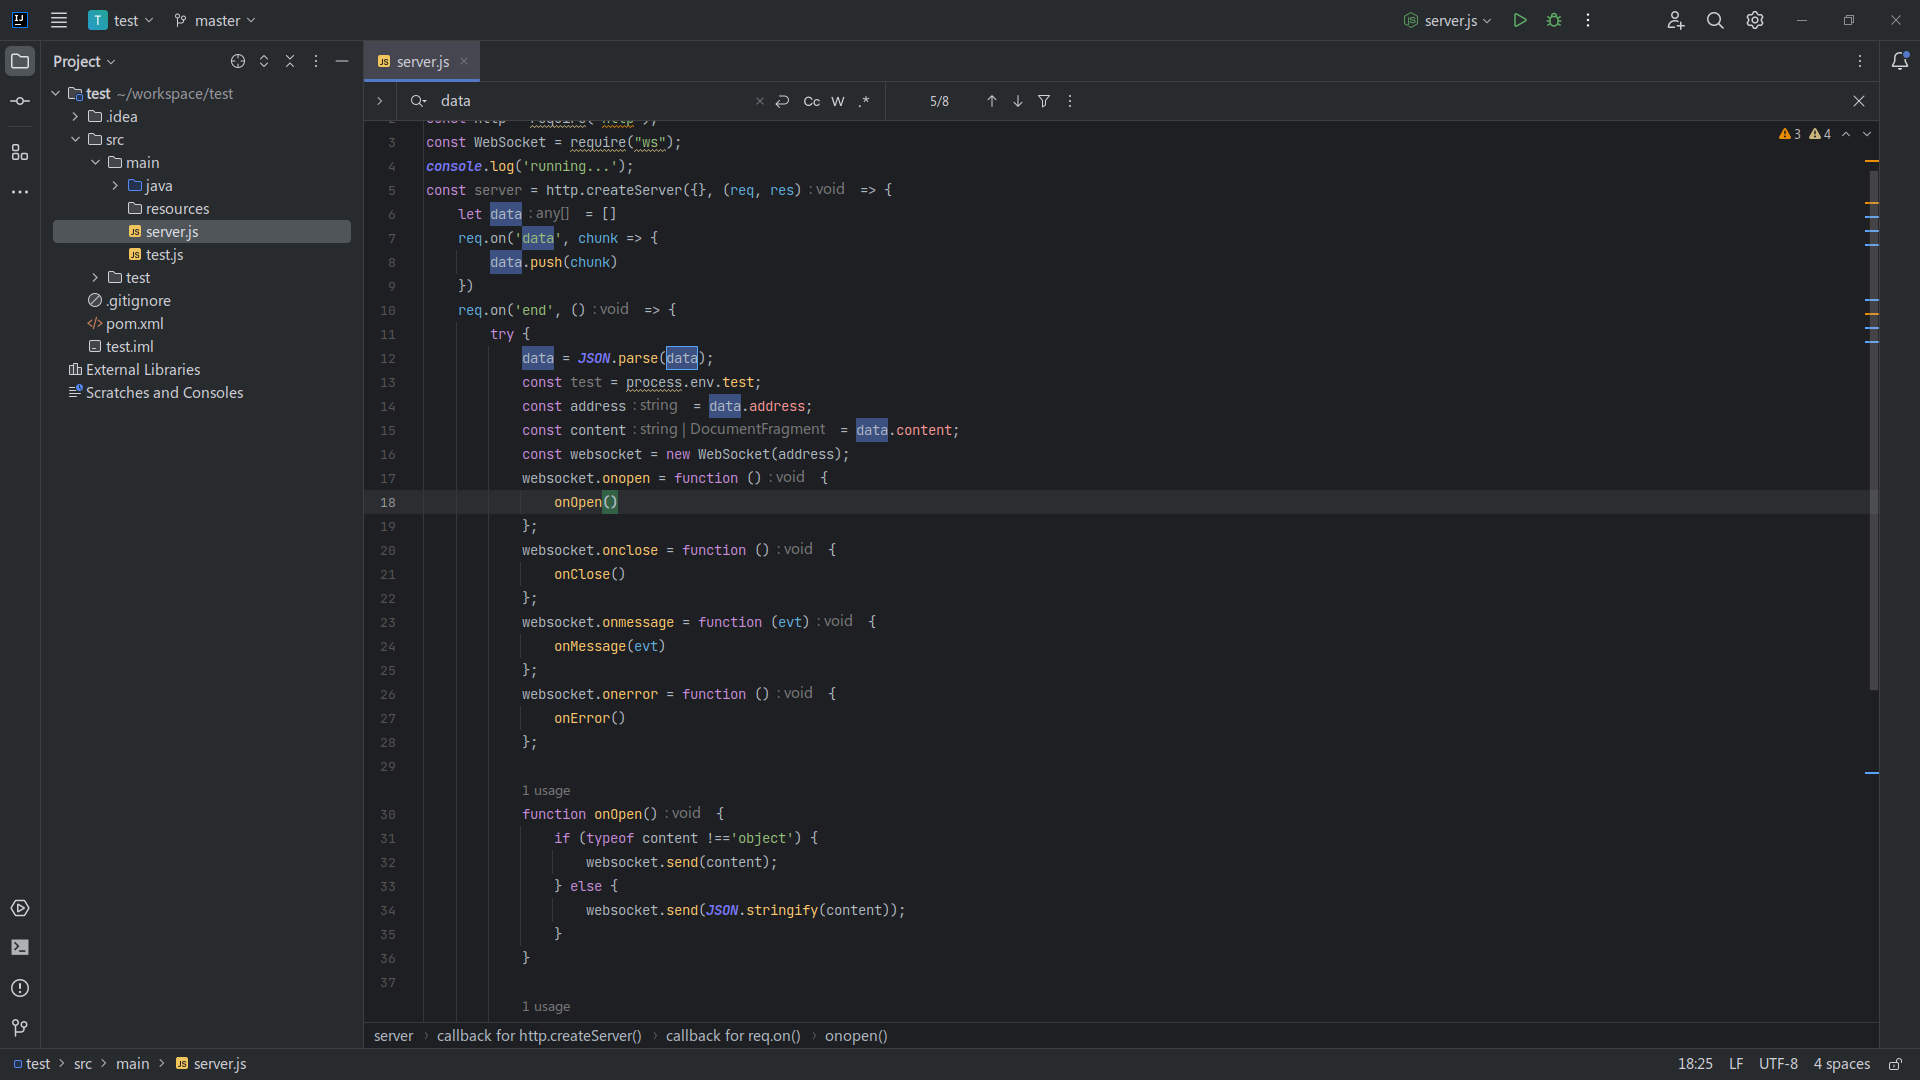 T test master
server.js
Project
server.js
test ~/workspace/test
.idea
src
main
java
resources
server.js
test.js
test
.gitignore
pom.xml
test.iml
External Libraries
Scratches and Consoles
data
Cc W .*
5/8
3 4
2 const http = require("http");
3 const WebSocket = require("ws");
4 console.log('running...');
5 const server = http.createServer({}, (req, res) : void => {
6 let data : any[] = []
7 req.on('data', chunk => {
8 data.push(chunk)
9 })
10 req.on('end', () : void => {
11 try {
12 data = JSON.parse(data);
13 const test = process.env.test;
14 const address : string = data.address;
15 const content : string | DocumentFragment = data.content;
16 const websocket = new WebSocket(address);
17 websocket.onopen = function () : void {
18 onOpen()
19 };
20 websocket.onclose = function () : void {
21 onClose()
22 };
23 websocket.onmessage = function (evt) : void {
24 onMessage(evt)
25 };
26 websocket.onerror = function () : void {
27 onError()
28 };
29
1 usage
30 function onOpen() : void {
31 if (typeof content !=='object') {
32 websocket.send(content);
33 } else {
34 websocket.send(JSON.stringify(content));
35 }
36 }
37
1 usage
server › callback for http.createServer() › callback for req.on() › onopen()
test › src › main › server.js
18:25 LF UTF-8 4 spaces